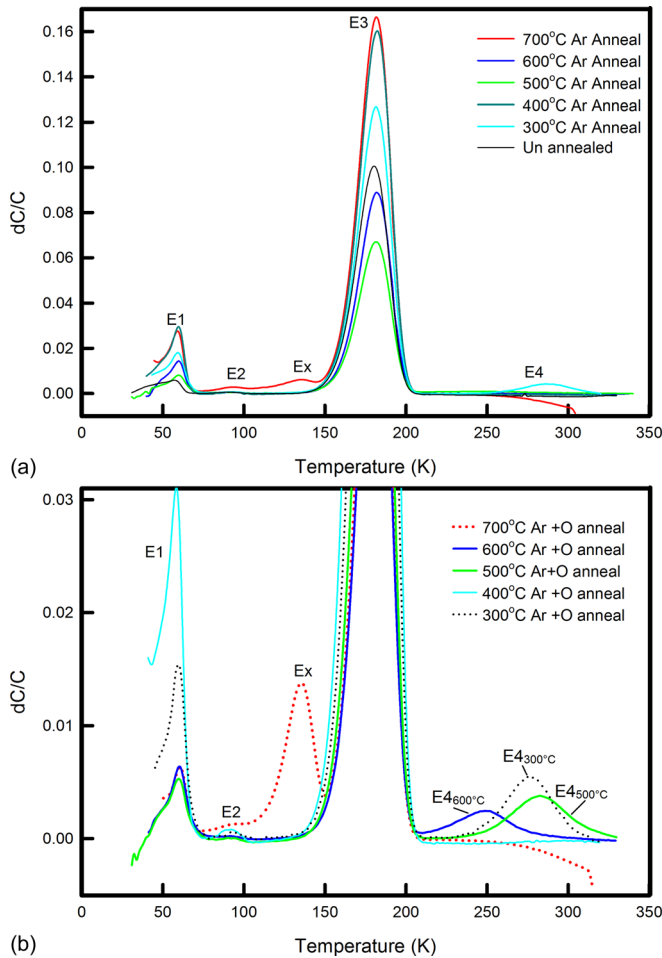 E3
E1
E2
Ex
E4
700°C Ar Anneal
600°C Ar Anneal
500°C Ar Anneal
400°C Ar Anneal
300°C Ar Anneal
Un annealed
dC/C
0.16
0.14
0.12
0.10
0.08
0.06
0.04
0.02
0.00
0 50 100 150 200 250 300 350
Temperature (K)
(a)
E1
E2
Ex
E4600°C
E4300°C
E4500°C
700°C Ar +O anneal
600°C Ar +O anneal
500°C Ar+O anneal
400°C Ar +O anneal
300°C Ar +O anneal
dC/C
0.03
0.02
0.01
0.00
0 50 100 150 200 250 300 350
Temperature (K)
(b)